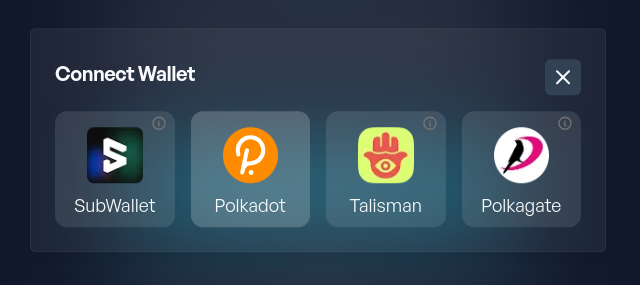 Connect Wallet
SubWallet
Polkadot
Talisman
Polkagate